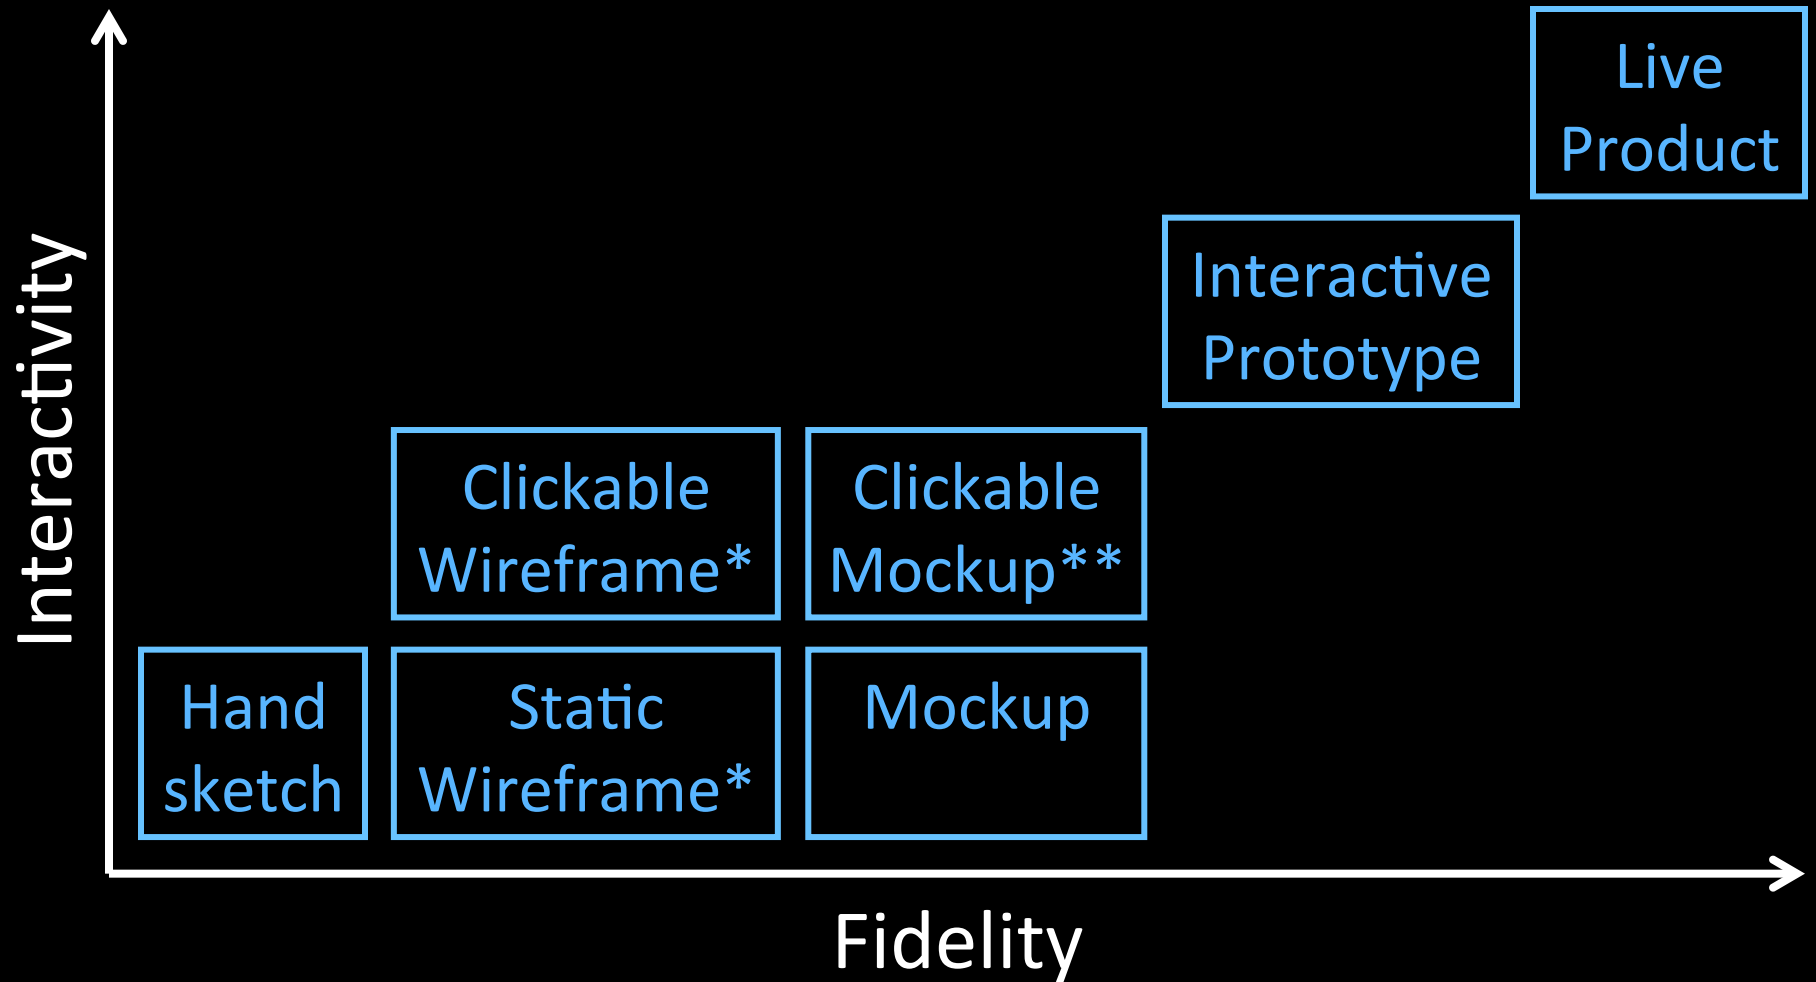 Live
Product
Interactive
Prototype
Interactivity
Clickable
Wireframe*
Clickable
Mockup**
Hand
sketch
Static
Wireframe*
Mockup
Fidelity